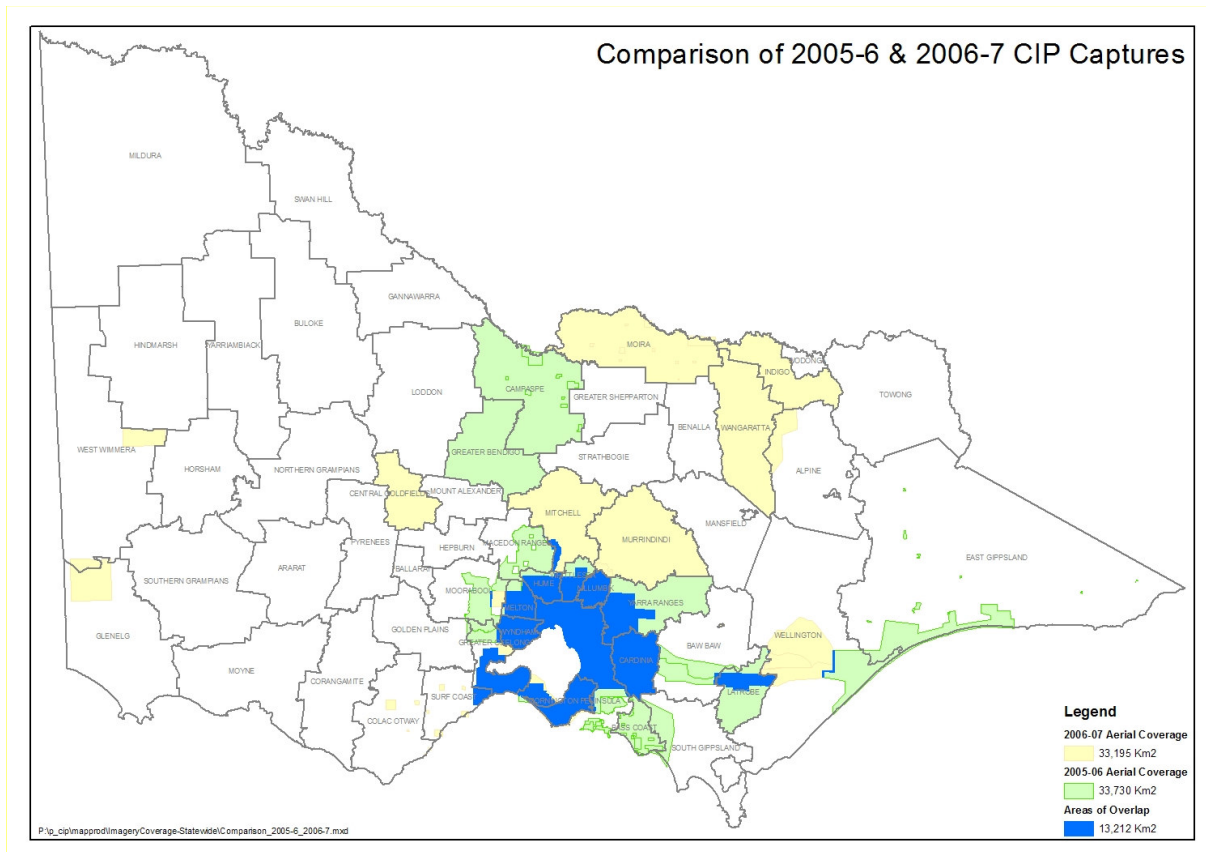 Comparison of 2005-6 & 2006-7 CIP Captures
MILDURA
SWAN HILL
GANNAWARRA
BULOKE
HINDMARSH
YARRIAMBIACK
MOIRA
WODONGA
INDIGO
TOWONG
CAMPASPE
LODDON
GREATER SHEPPARTON
BENALLA
WANGARATTA
WEST WIMMERA
HORSHAM
NORTHERN GRAMPIANS
GREATER BENDIGO
STRATHBOGIE
ALPINE
CENTRAL GOLDFIELDS
MOUNT ALEXANDER
MITCHELL
MANSFIELD
MURRINDINDI
PYRENEES
HEPBURN
MACEDON RANGES
EAST GIPPSLAND
SOUTHERN GRAMPIANS
ARARAT
BALLARAT
MOORABOOL
HUME
NILLUMBIK
MELTON
YARRA RANGES
GLENELG
GOLDEN PLAINS
WYNDHAM
GREATER GEELONG
WELLINGTON
BAW BAW
CARDINIA
MOYNE
CORANGAMITE
SURF COAST
MORNINGTON PENINSULA
LATROBE
COLAC OTWAY
BASS COAST
SOUTH GIPPSLAND
Legend
2006-07 Aerial Coverage
33,195 Km2
2005-06 Aerial Coverage
33,730 Km2
Areas of Overlap
13,212 Km2
P:\p_cip\mapprod\ImageryCoverage-Statewide\Comparison_2005-6_2006-7.mxd